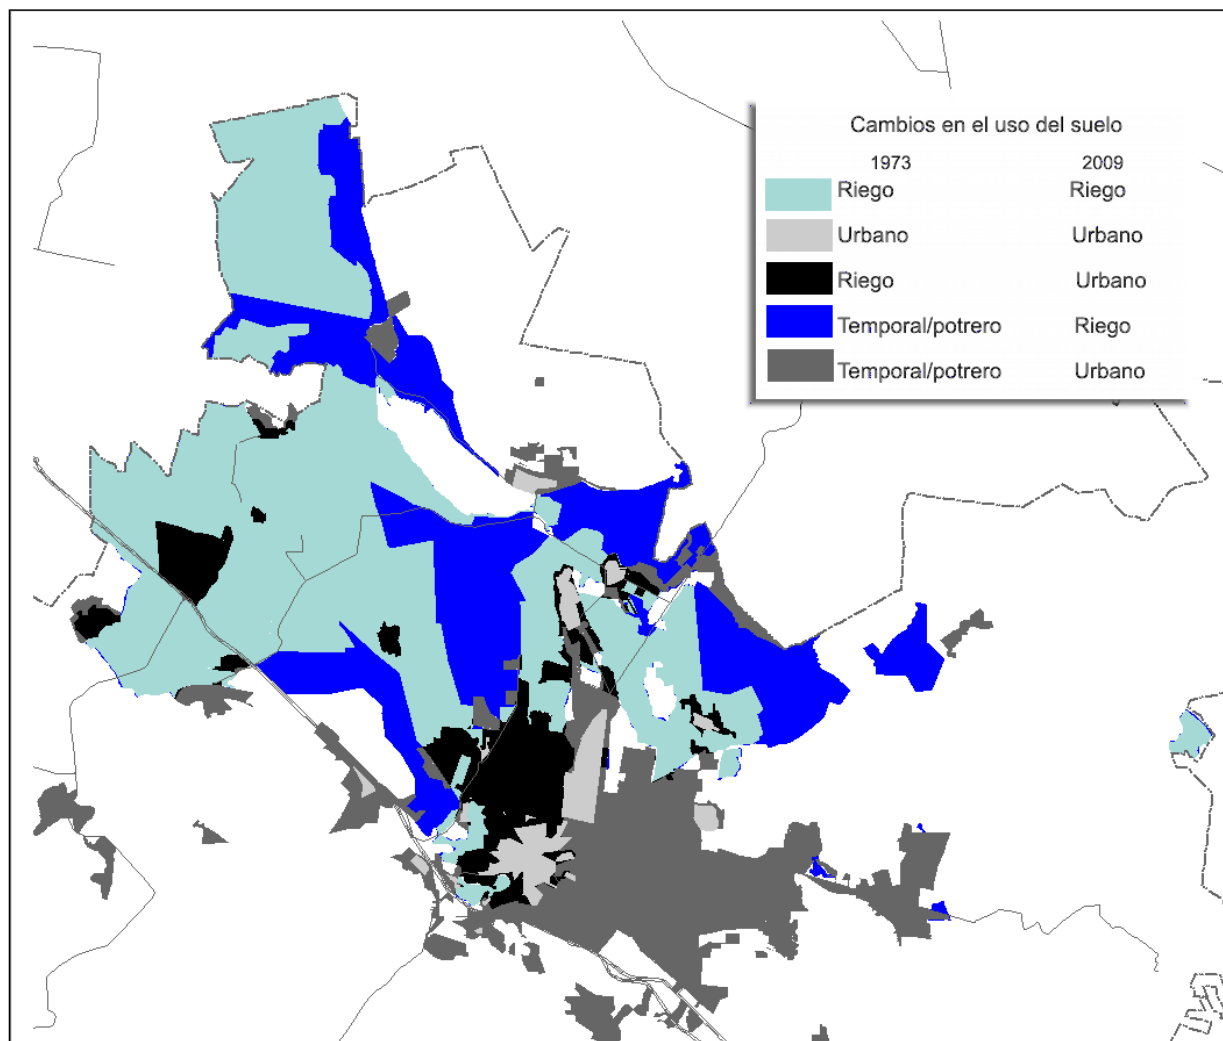 Cambios en el uso del suelo
1973 2009
Riego Riego
Urbano Urbano
Riego Urbano
Temporal/potrero Riego
Temporal/potrero Urbano